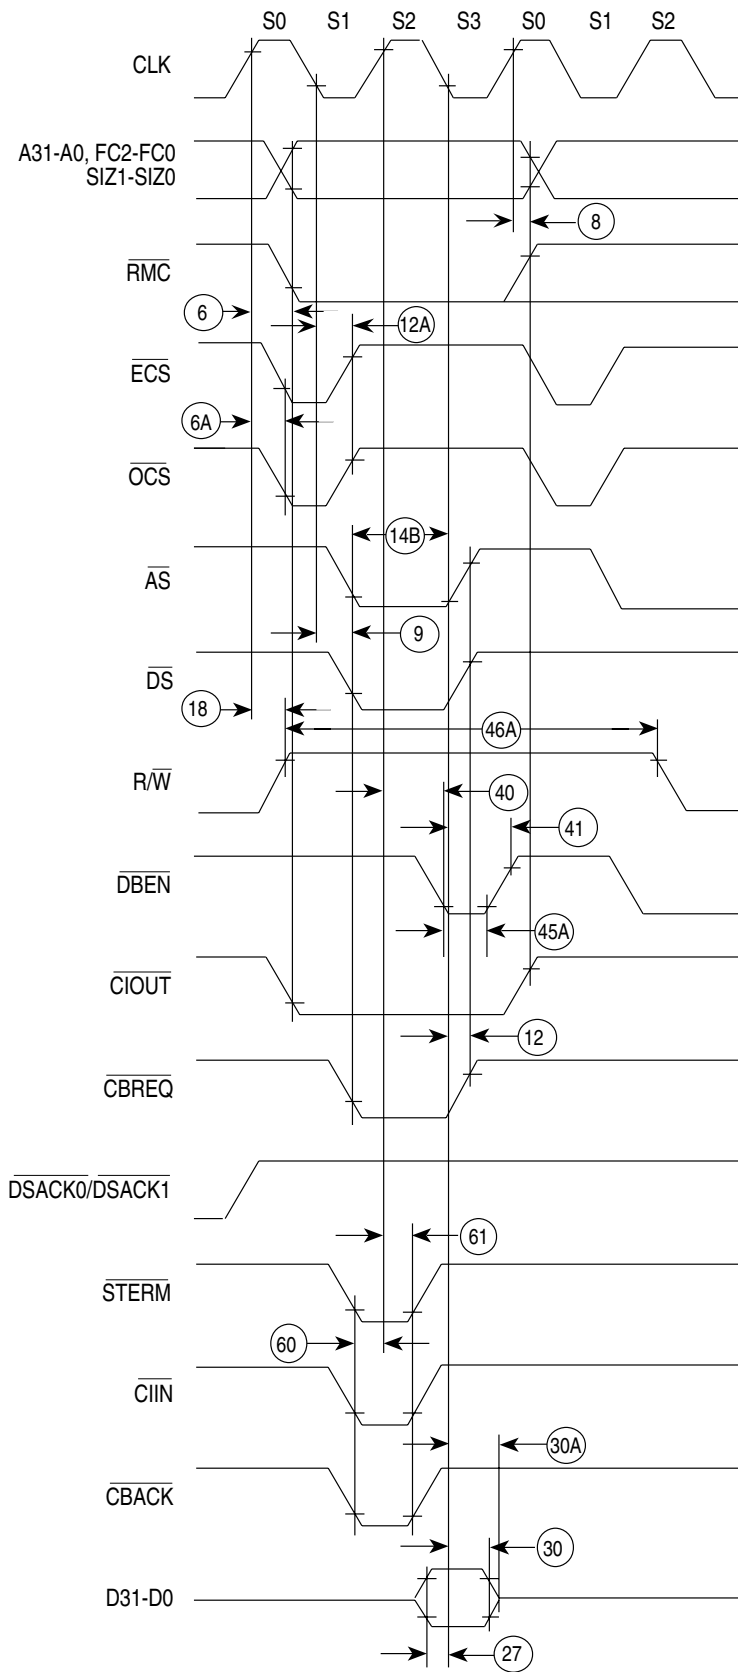 S0 S1 S2 S3 S0 S1 S2
CLK
A31-A0, FC2-FC0
SIZ1-SIZ0
8
RMC
6
12A
ECS
6A
OCS
14B
AS
9
DS
18
46A
R/W
40
41
DBEN
45A
CIOUT
12
CBREQ
DSACK0/DSACK1
61
STERM
60
CIIN
30A
CBACK
30
D31-D0
27